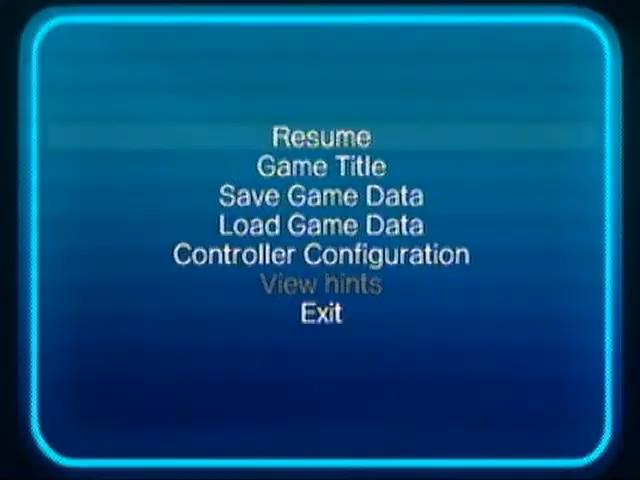 Resume
Game Title
Save Game Data
Load Game Data
Controller Configuration
View hints
Exit